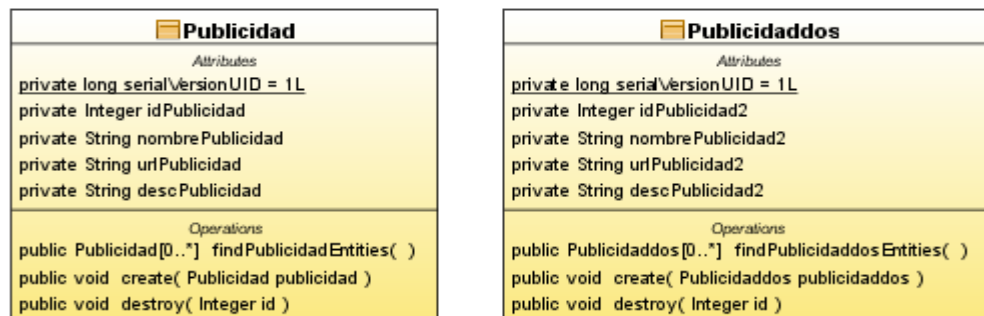 Publicidad
Attributes
private long serialVersionUID = 1L
private Integer idPublicidad
private String nombrePublicidad
private String urlPublicidad
private String descPublicidad
Operations
public Publicidad[0..*] findPublicidadEntities( )
public void create( Publicidad publicidad )
public void destroy( Integer id )
Publicidaddos
Attributes
private long serialVersionUID = 1L
private Integer idPublicidad2
private String nombrePublicidad2
private String urlPublicidad2
private String descPublicidad2
Operations
public Publicidaddos[0..*] findPublicidaddosEntities( )
public void create( Publicidaddos publicidaddos )
public void destroy( Integer id )